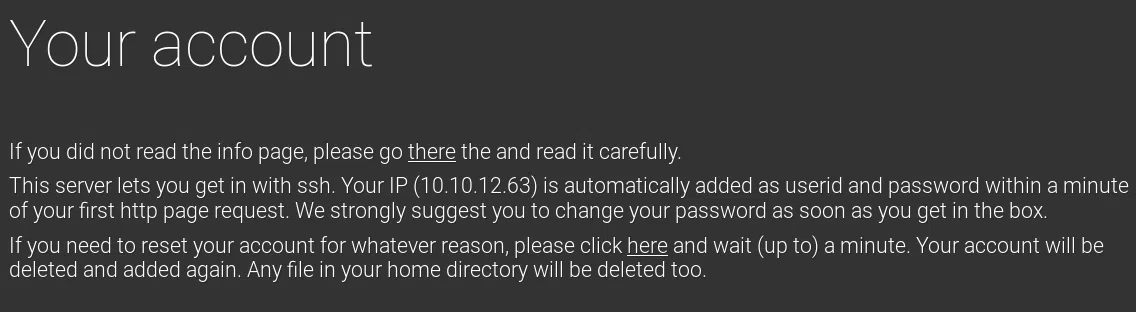 Your account
If you did not read the info page, please go there the and read it carefully.
This server lets you get in with ssh. Your IP (10.10.12.63) is automatically added as userid and password within a minute
of your first http page request. We strongly suggest you to change your password as soon as you get in the box.
If you need to reset your account for whatever reason, please click here and wait (up to) a minute. Your account will be
deleted and added again. Any file in your home directory will be deleted too.